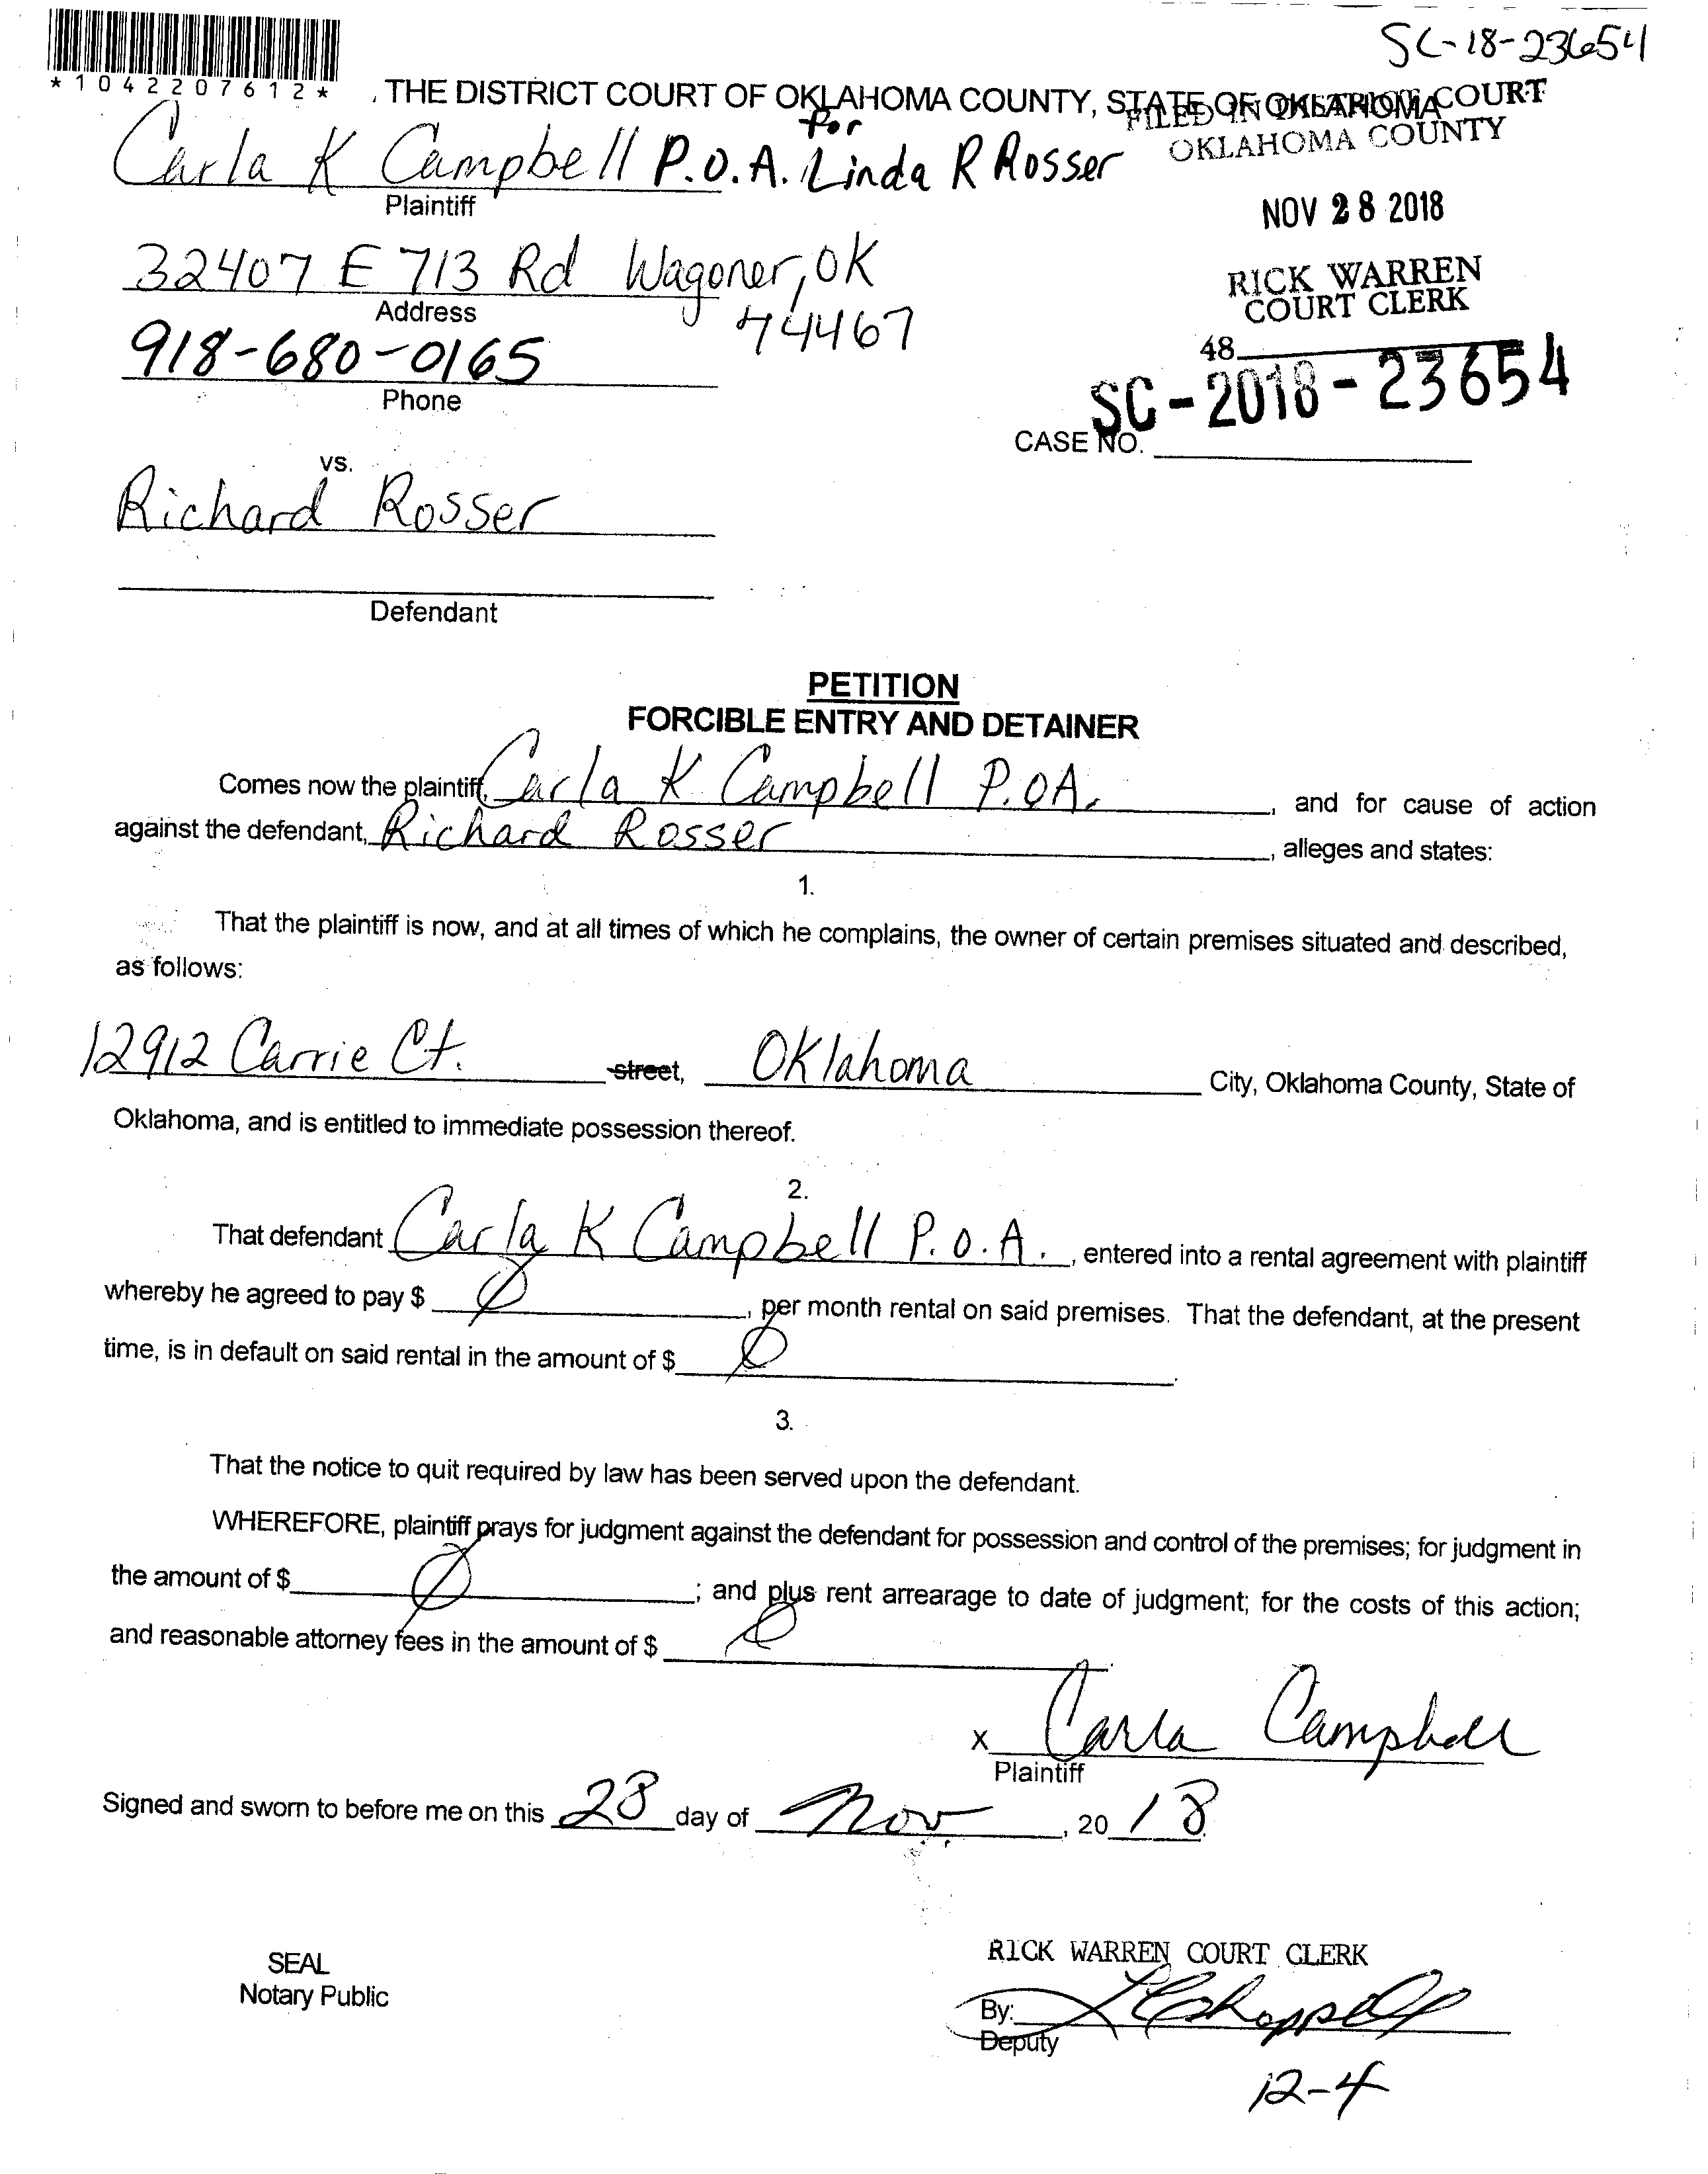 SC-18-23654
*1042207612*
THE DISTRICT COURT OF OKLAHOMA COUNTY, STATE OF OKLAHOMA
FILED IN DISTRICT COURT
OKLAHOMA COUNTY
for
Carla K Campbell P.O.A. Linda R Rosser
Plaintiff
NOV 28 2018
32407 E 713 Rd Wagoner, OK
74467
Address
RICK WARREN
COURT CLERK
918-680-0165
Phone
48
SC-2018-23654
CASE NO.
vs.
Richard Rosser
Defendant
PETITION
FORCIBLE ENTRY AND DETAINER
Comes now the plaintiff, Carla K Campbell P.O.A., and for cause of action
against the defendant, Richard Rosser, alleges and states:
1.
That the plaintiff is now, and at all times of which he complains, the owner of certain premises situated and described,
as follows:
12912 Carrie Ct. street, Oklahoma City, Oklahoma County, State of
Oklahoma, and is entitled to immediate possession thereof.
2.
That defendant Carla K Campbell P.O.A., entered into a rental agreement with plaintiff
whereby he agreed to pay $ 0, per month rental on said premises. That the defendant, at the present
time, is in default on said rental in the amount of $ 0.
3.
That the notice to quit required by law has been served upon the defendant.
WHEREFORE, plaintiff prays for judgment against the defendant for possession and control of the premises; for judgment in
the amount of $ 0; and plus rent arrearage to date of judgment; for the costs of this action;
and reasonable attorney fees in the amount of $ 0.
x Carla Campbell
Plaintiff
Signed and sworn to before me on this 28 day of Nov., 2018.
RICK WARREN COURT CLERK
SEAL
Notary Public
By:
Deputy
12-4